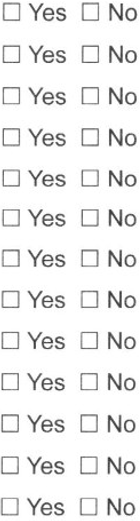 ☐ Yes ☐ No
☐ Yes ☐ No
☐ Yes ☐ No
☐ Yes ☐ No
☐ Yes ☐ No
☐ Yes ☐ No
☐ Yes ☐ No
☐ Yes ☐ No
☐ Yes ☐ No
☐ Yes ☐ No
☐ Yes ☐ No
☐ Yes ☐ No
☐ Yes ☐ No